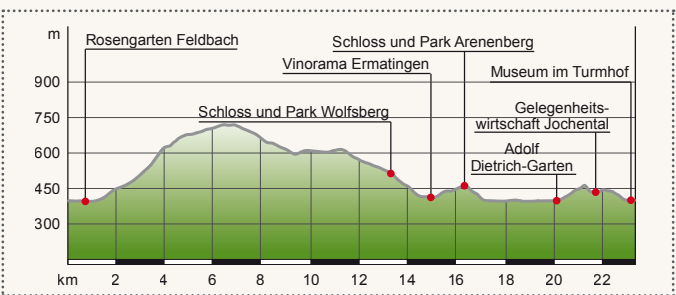 m
Rosengarten Feldbach
Schloss und Park Arenenberg
Vinorama Ermatingen
Museum im Turmhof
900
Gelegenheits-
wirtschaft Jochental
750
Schloss und Park Wolfsberg
Adolf
Dietrich-Garten
600
450
300
km 2 4 6 8 10 12 14 16 18 20 22